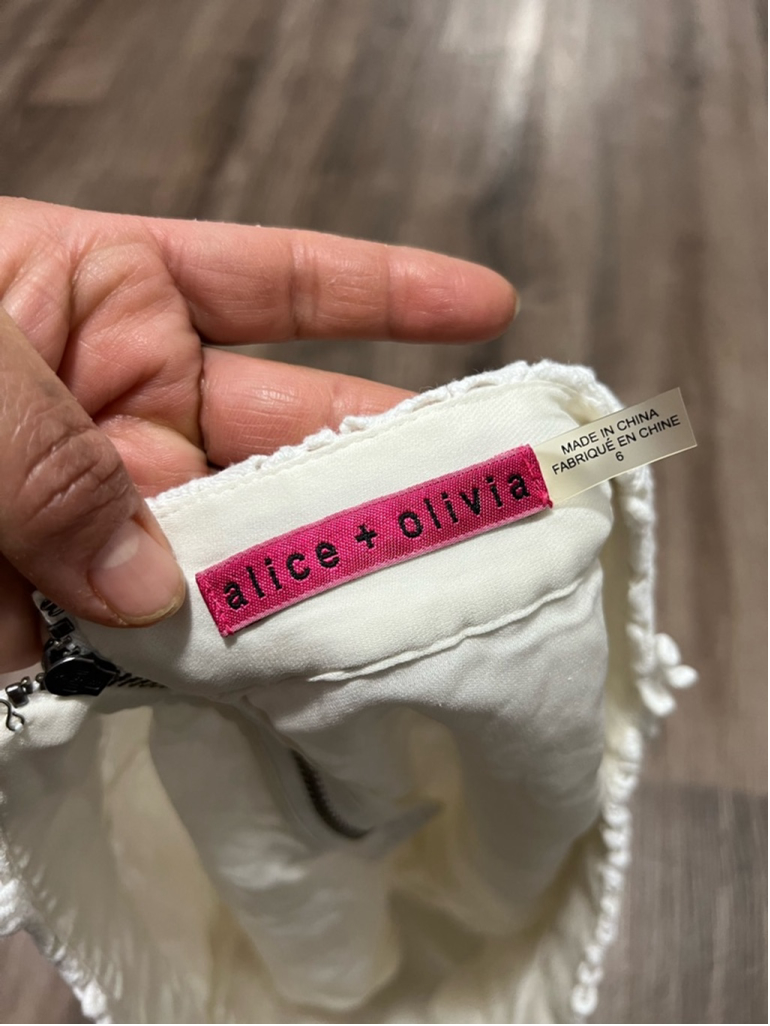 alice + olivia
MADE IN CHINA
FABRIQUÉ EN CHINE
6